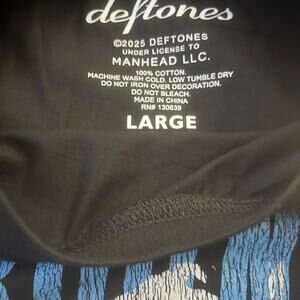 deftones
©2025 DEFTONES
UNDER LICENSE TO
MANHEAD LLC.
100% COTTON.
MACHINE WASH COLD. LOW TUMBLE DRY
DO NOT IRON OVER DECORATION.
DO NOT BLEACH.
MADE IN CHINA
RN# 130639
LARGE